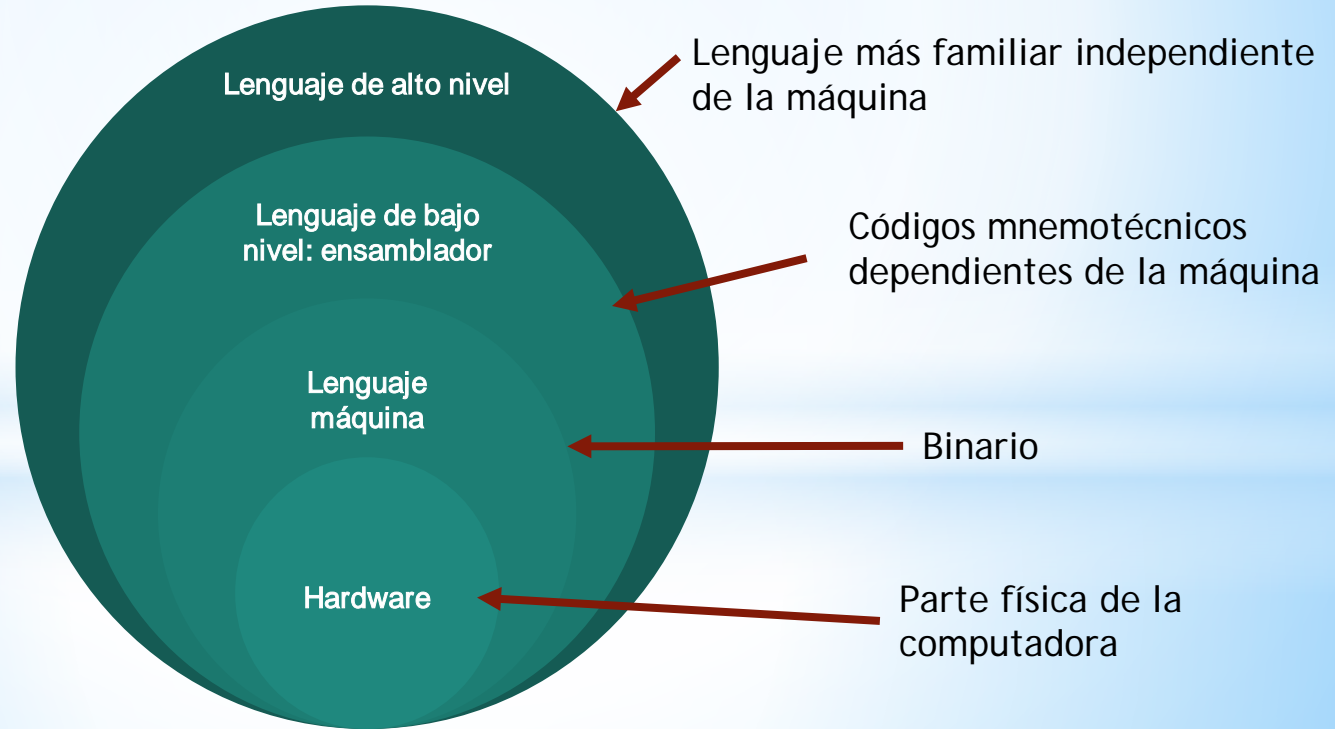 Lenguaje de alto nivel
Lenguaje más familiar independiente
de la máquina
Lenguaje de bajo
nivel: ensamblador
Códigos mnemotécnicos
dependientes de la máquina
Lenguaje
máquina
Binario
Hardware
Parte física de la
computadora